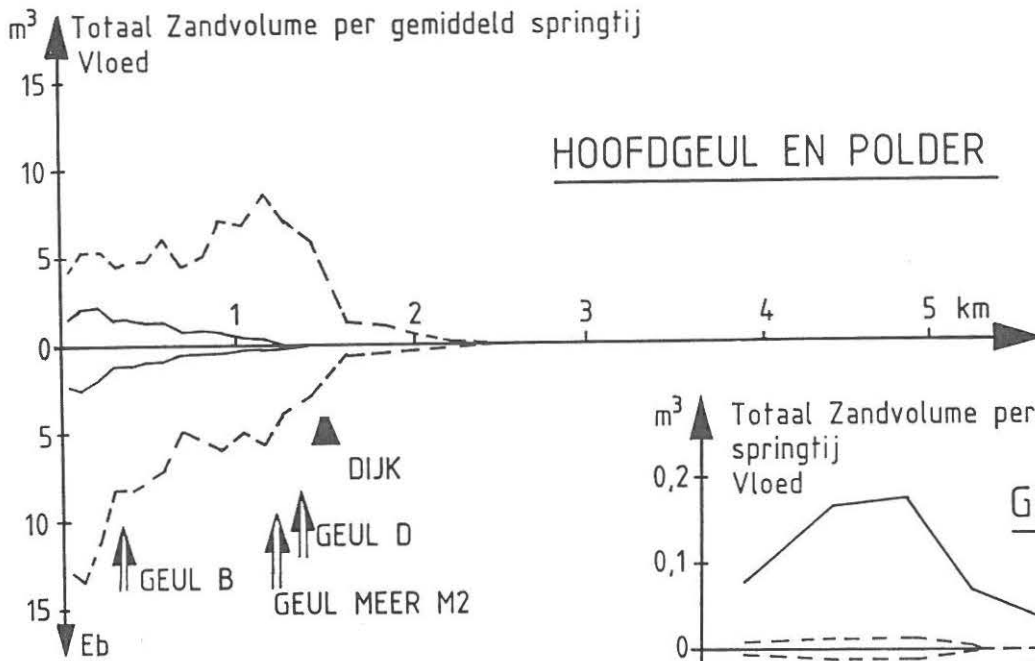 m³ Totaal Zandvolume per gemiddeld springtij
Vloed
15
10
5
0
5
10
15
Eb
HOOFDGEUL EN POLDER
1 2 3 4 5 km
DIJK
GEUL B
GEUL D
GEUL MEER M2
m³ Totaal Zandvolume per
springtij
Vloed
0,2
0,1
0
G